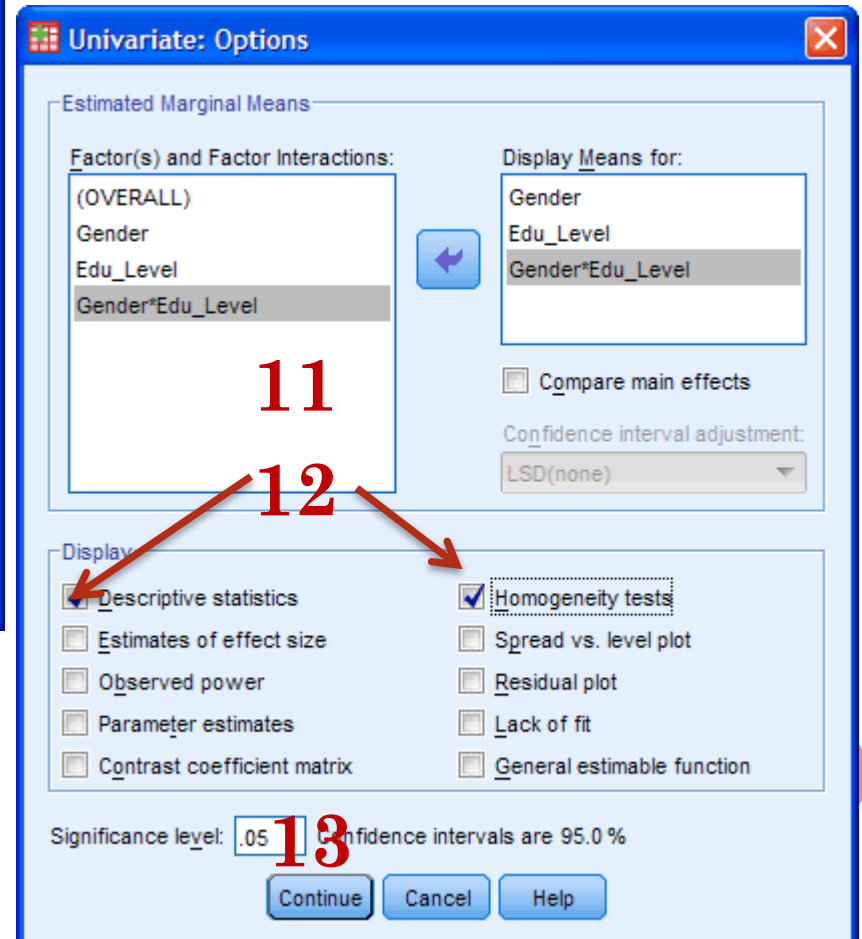 Univariate: Options
Estimated Marginal Means
Factor(s) and Factor Interactions:
(OVERALL)
Gender
Edu_Level
Gender*Edu_Level
Display Means for:
Gender
Edu_Level
Gender*Edu_Level
Compare main effects
Confidence interval adjustment:
LSD(none)
11
12
Display
Descriptive statistics
Homogeneity tests
Estimates of effect size
Spread vs. level plot
Observed power
Residual plot
Parameter estimates
Lack of fit
Contrast coefficient matrix
General estimable function
Significance level: .05 Confidence intervals are 95.0 %
13
Continue Cancel Help